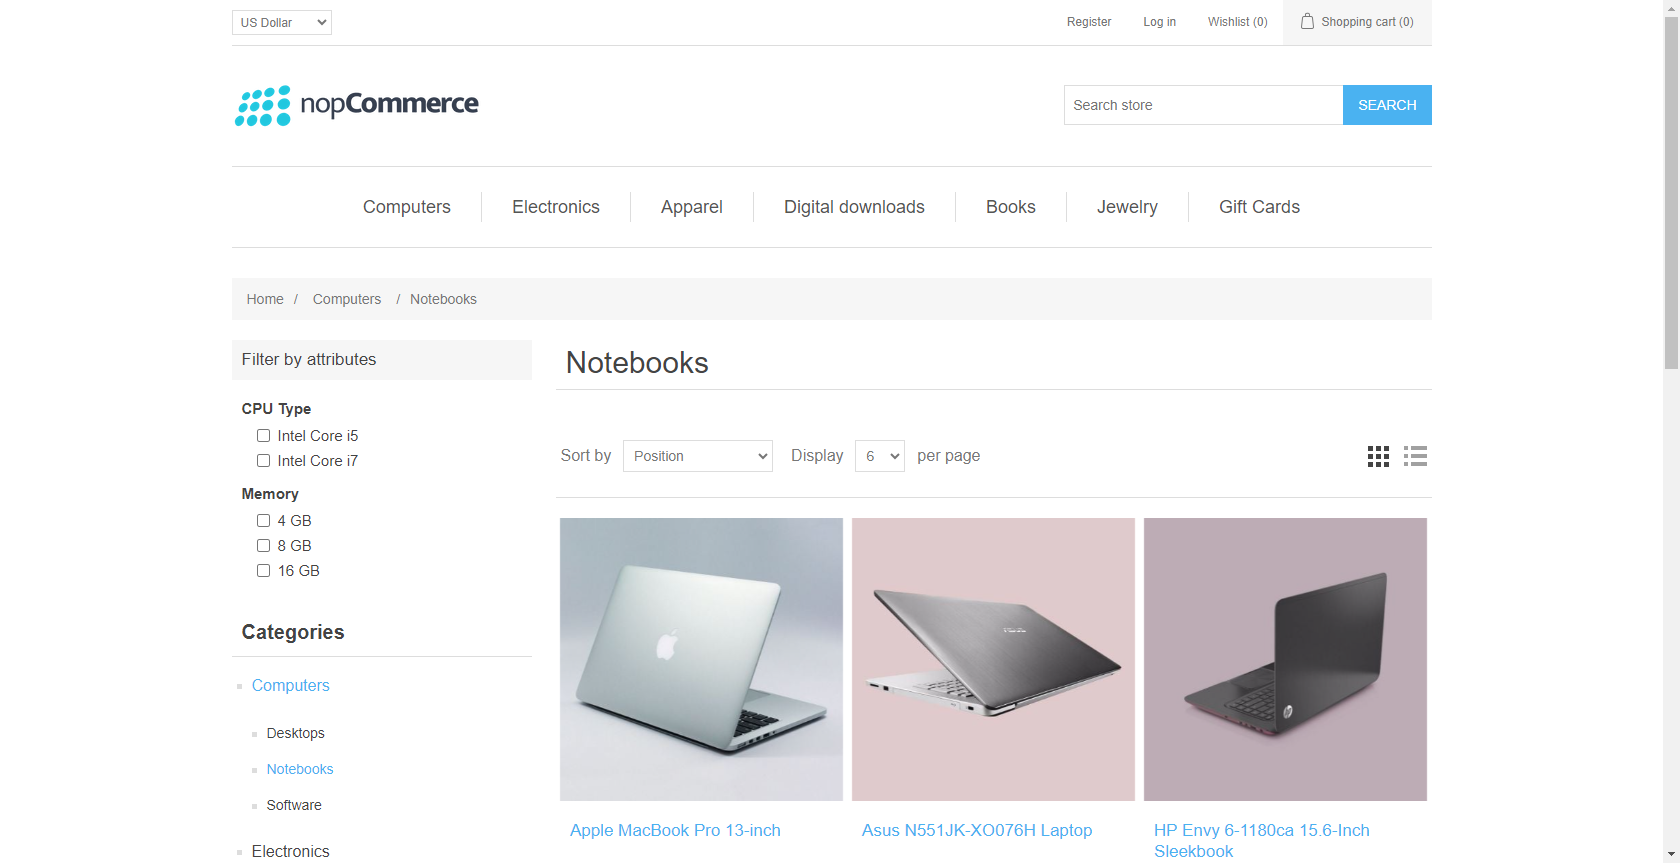 US Dollar
Register
Log in
Wishlist (0)
Shopping cart (0)
nopCommerce
Search store
SEARCH
Computers
Electronics
Apparel
Digital downloads
Books
Jewelry
Gift Cards
Home / Computers / Notebooks
Filter by attributes
CPU Type
Intel Core i5
Intel Core i7
Memory
4 GB
8 GB
16 GB
Categories
Computers
Desktops
Notebooks
Software
Electronics
Notebooks
Sort by Position Display 6 per page
Apple MacBook Pro 13-inch
Asus N551JK-XO076H Laptop
HP Envy 6-1180ca 15.6-Inch
Sleekbook